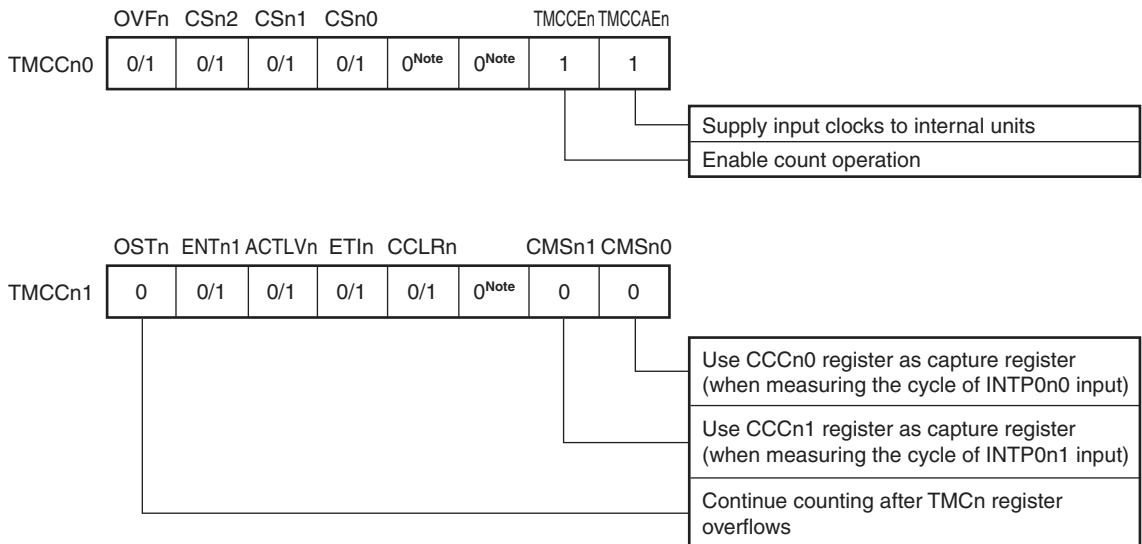 OVFn CSn2 CSn1 CSn0 TMCCEn TMCCAEn
TMCCn0 0/1 0/1 0/1 0/1 0Note 0Note 1 1
Supply input clocks to internal units
Enable count operation
OSTn ENTn1 ACTLVn ETIn CCLRn CMSn1 CMSn0
TMCCn1 0 0/1 0/1 0/1 0/1 0Note 0 0
Use CCCn0 register as capture register
(when measuring the cycle of INTP0n0 input)
Use CCCn1 register as capture register
(when measuring the cycle of INTP0n1 input)
Continue counting after TMCn register
overflows